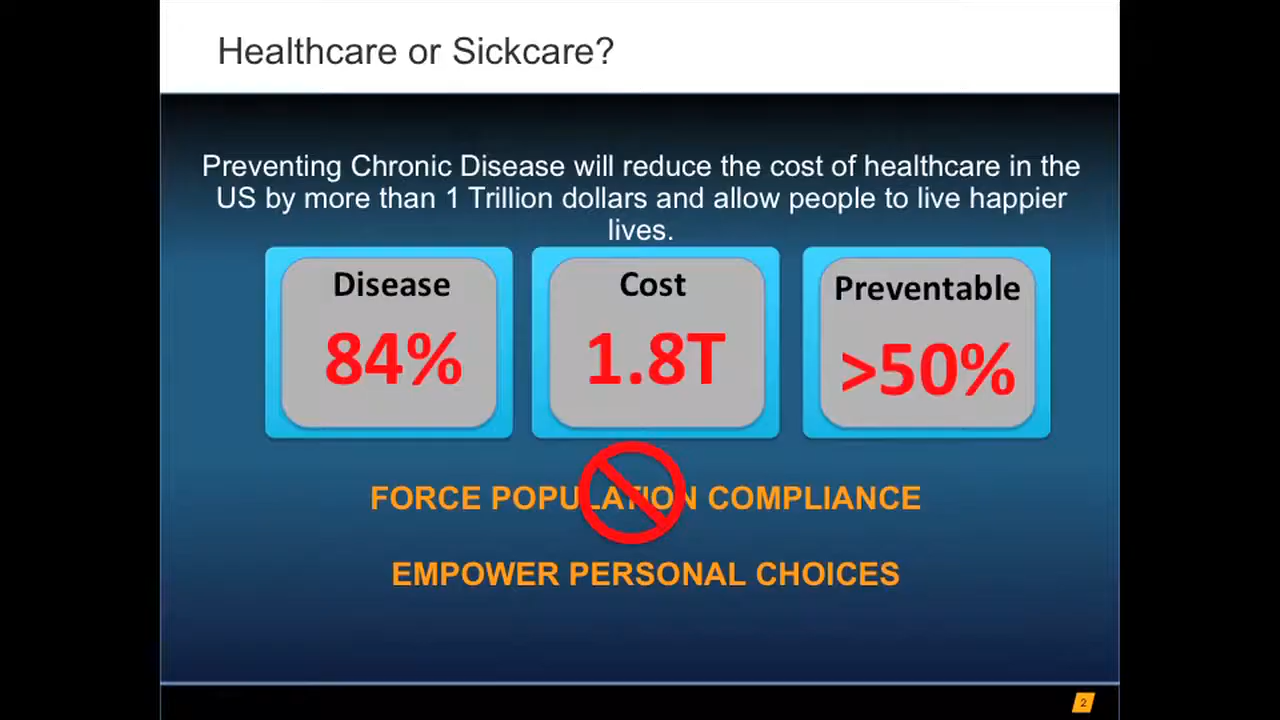 Healthcare or Sickcare?
Preventing Chronic Disease will reduce the cost of healthcare in the
US by more than 1 Trillion dollars and allow people to live happier
lives.
Disease
84%
Cost
1.8T
Preventable
>50%
FORCE POPULATION COMPLIANCE
EMPOWER PERSONAL CHOICES
2